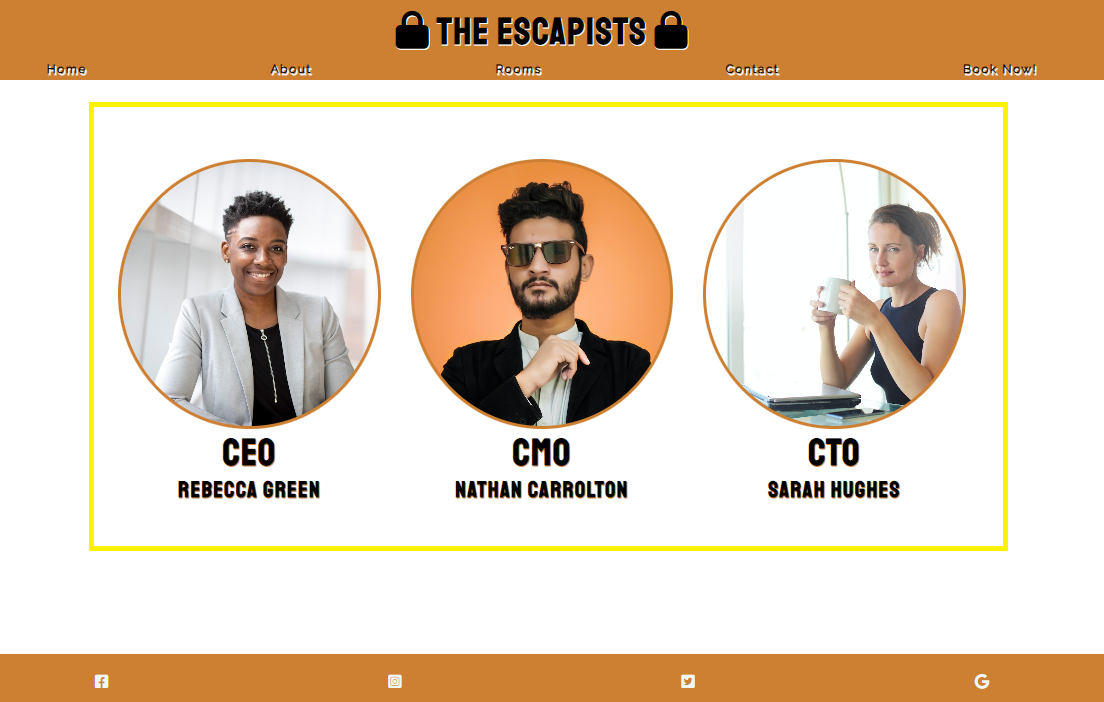 THE ESCAPISTS
Home About Rooms Contact Book Now!
CEO CMO CTO
REBECCA GREEN NATHAN CARROLTON SARAH HUGHES